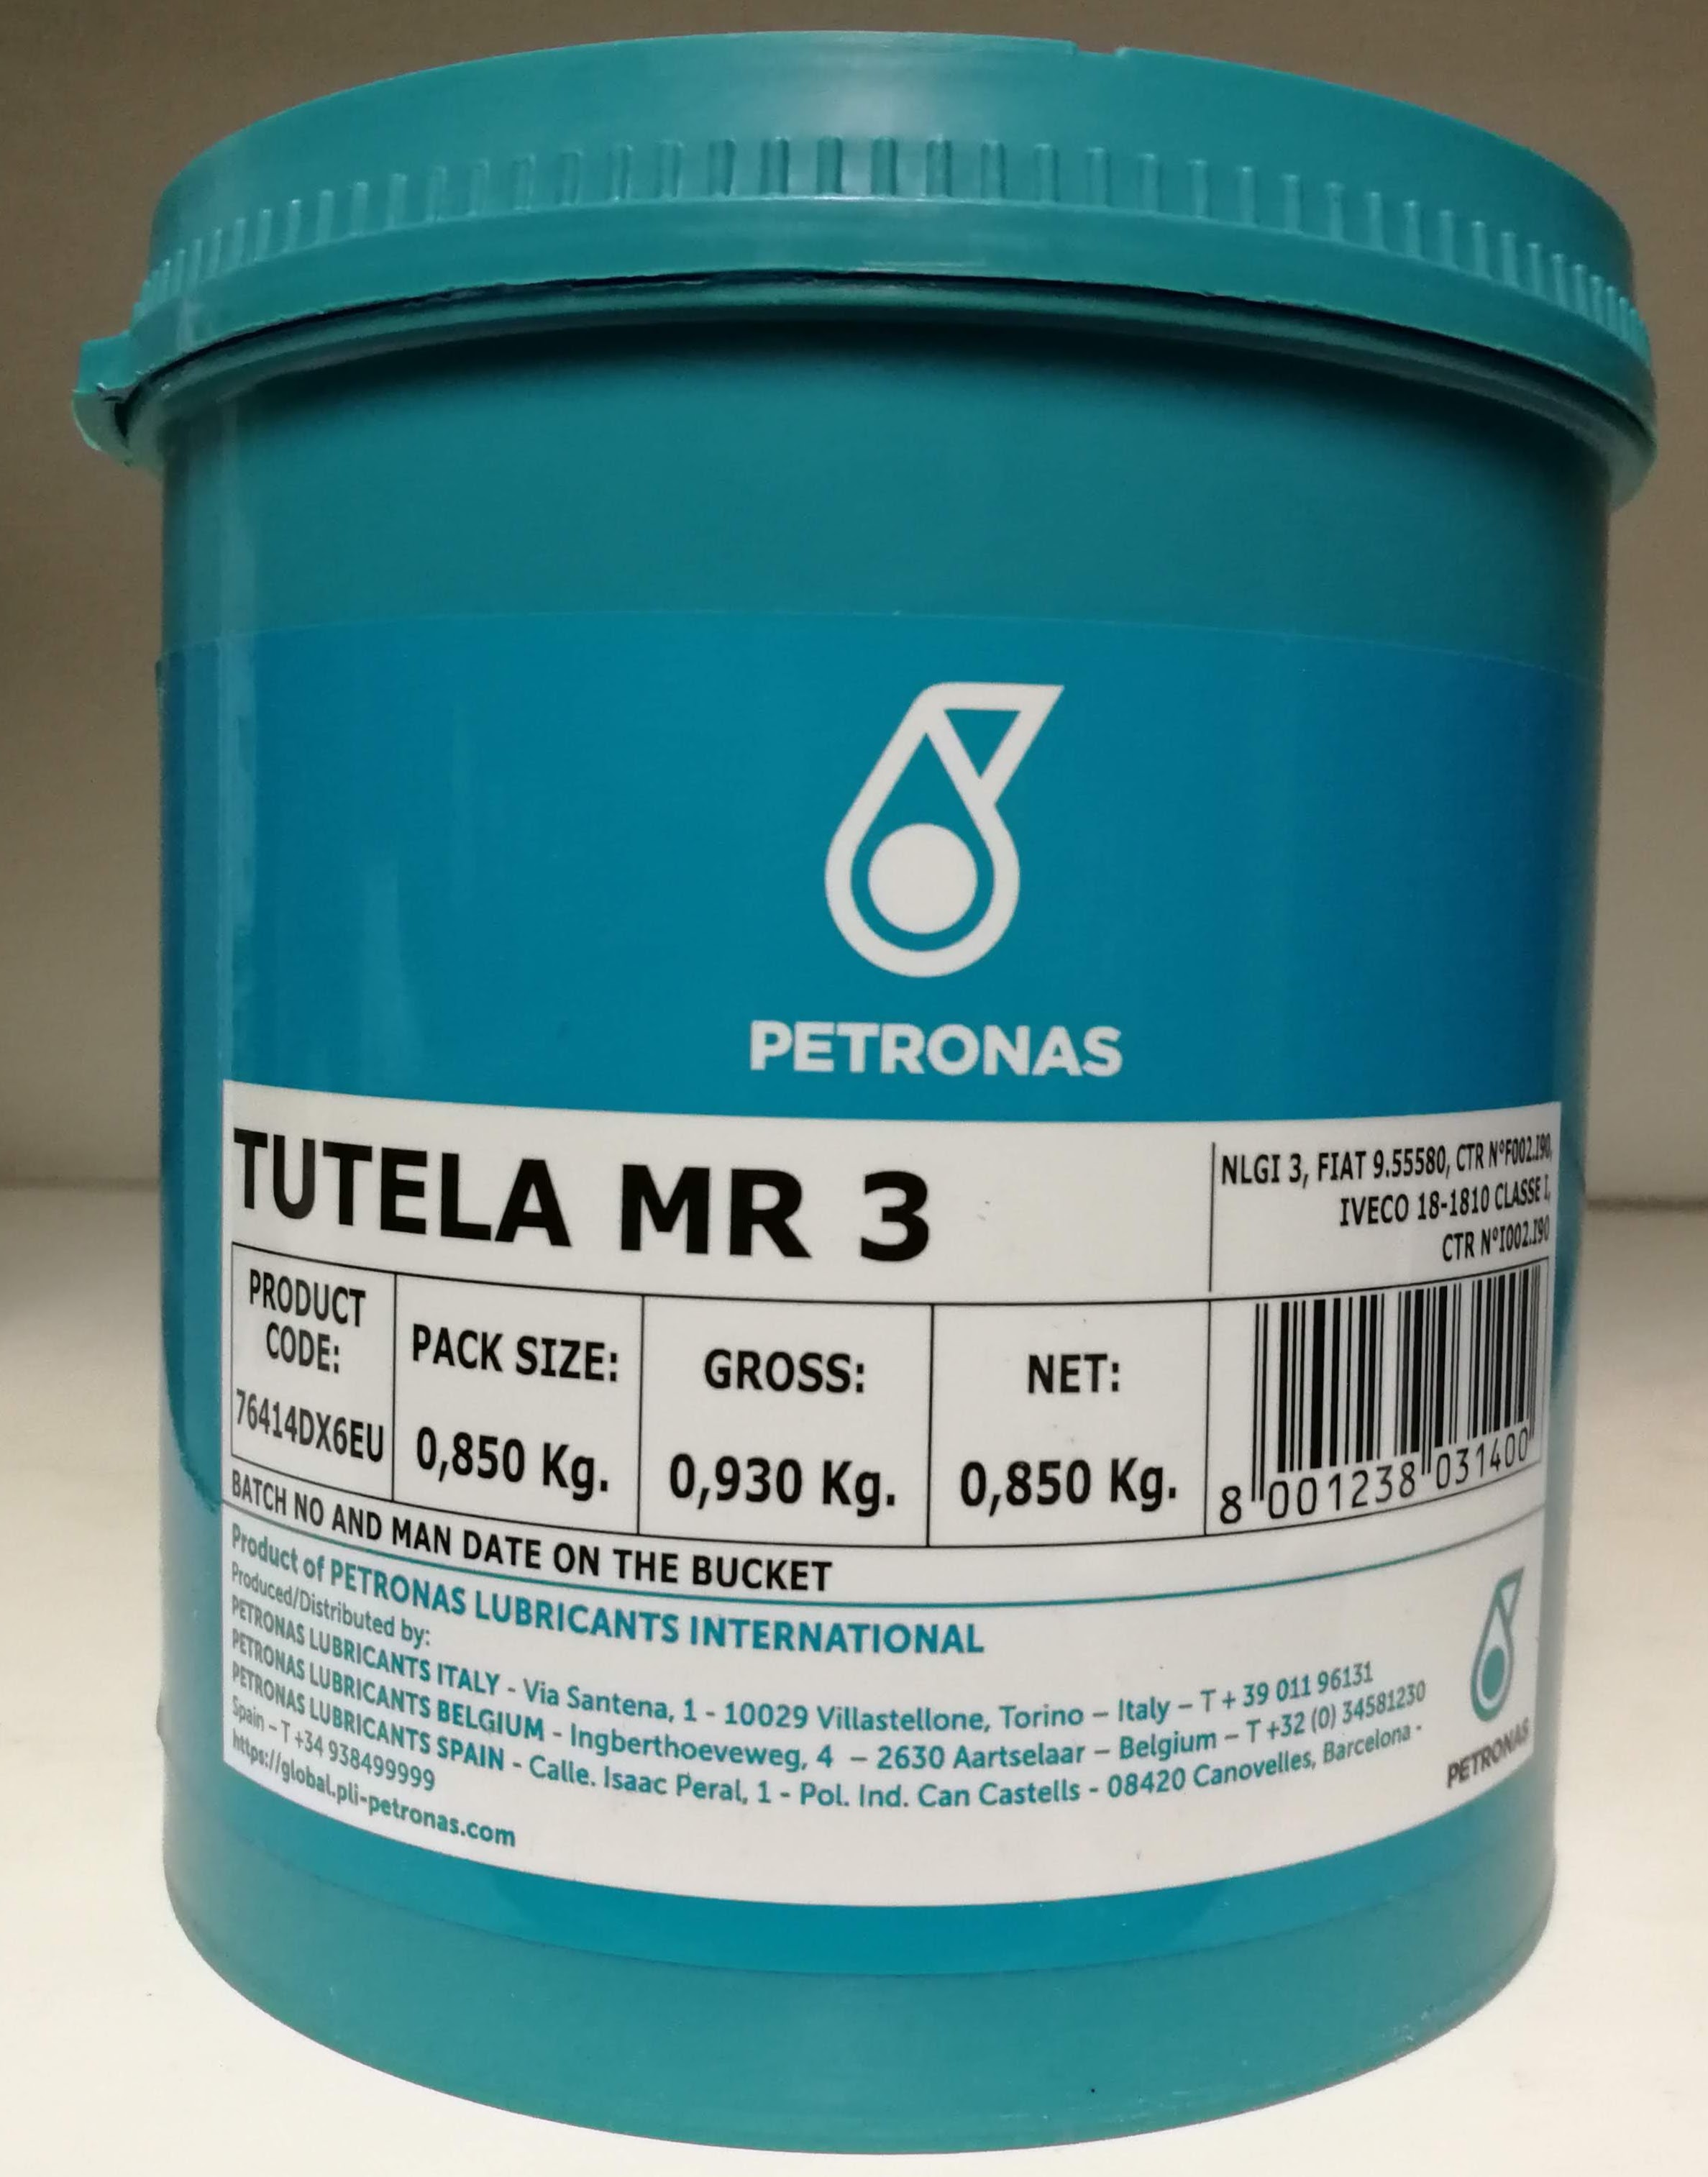 PETRONAS
TUTELA MR 3
NLGI 3, FIAT 9.55580, CTR N°F002.I90,
IVECO 18-1810 CLASSE I,
CTR N°I002.I90
PRODUCT
CODE:
76414DX6EU
PACK SIZE:
0,850 Kg.
GROSS:
0,930 Kg.
NET:
0,850 Kg.
8 001238 031400
BATCH NO AND MAN DATE ON THE BUCKET
Product of PETRONAS LUBRICANTS INTERNATIONAL
Produced/Distributed by:
PETRONAS LUBRICANTS ITALY - Via Santena, 1 - 10029 Villastellone, Torino – Italy – T + 39 011 96131
PETRONAS LUBRICANTS BELGIUM - Ingberthoeveweg, 4 – 2630 Aartselaar – Belgium – T +32 (0) 34581230
PETRONAS LUBRICANTS SPAIN - Calle. Isaac Peral, 1 - Pol. Ind. Can Castells - 08420 Canovelles, Barcelona -
Spain – T +34 938499999
https://global.pli-petronas.com
PETRONAS